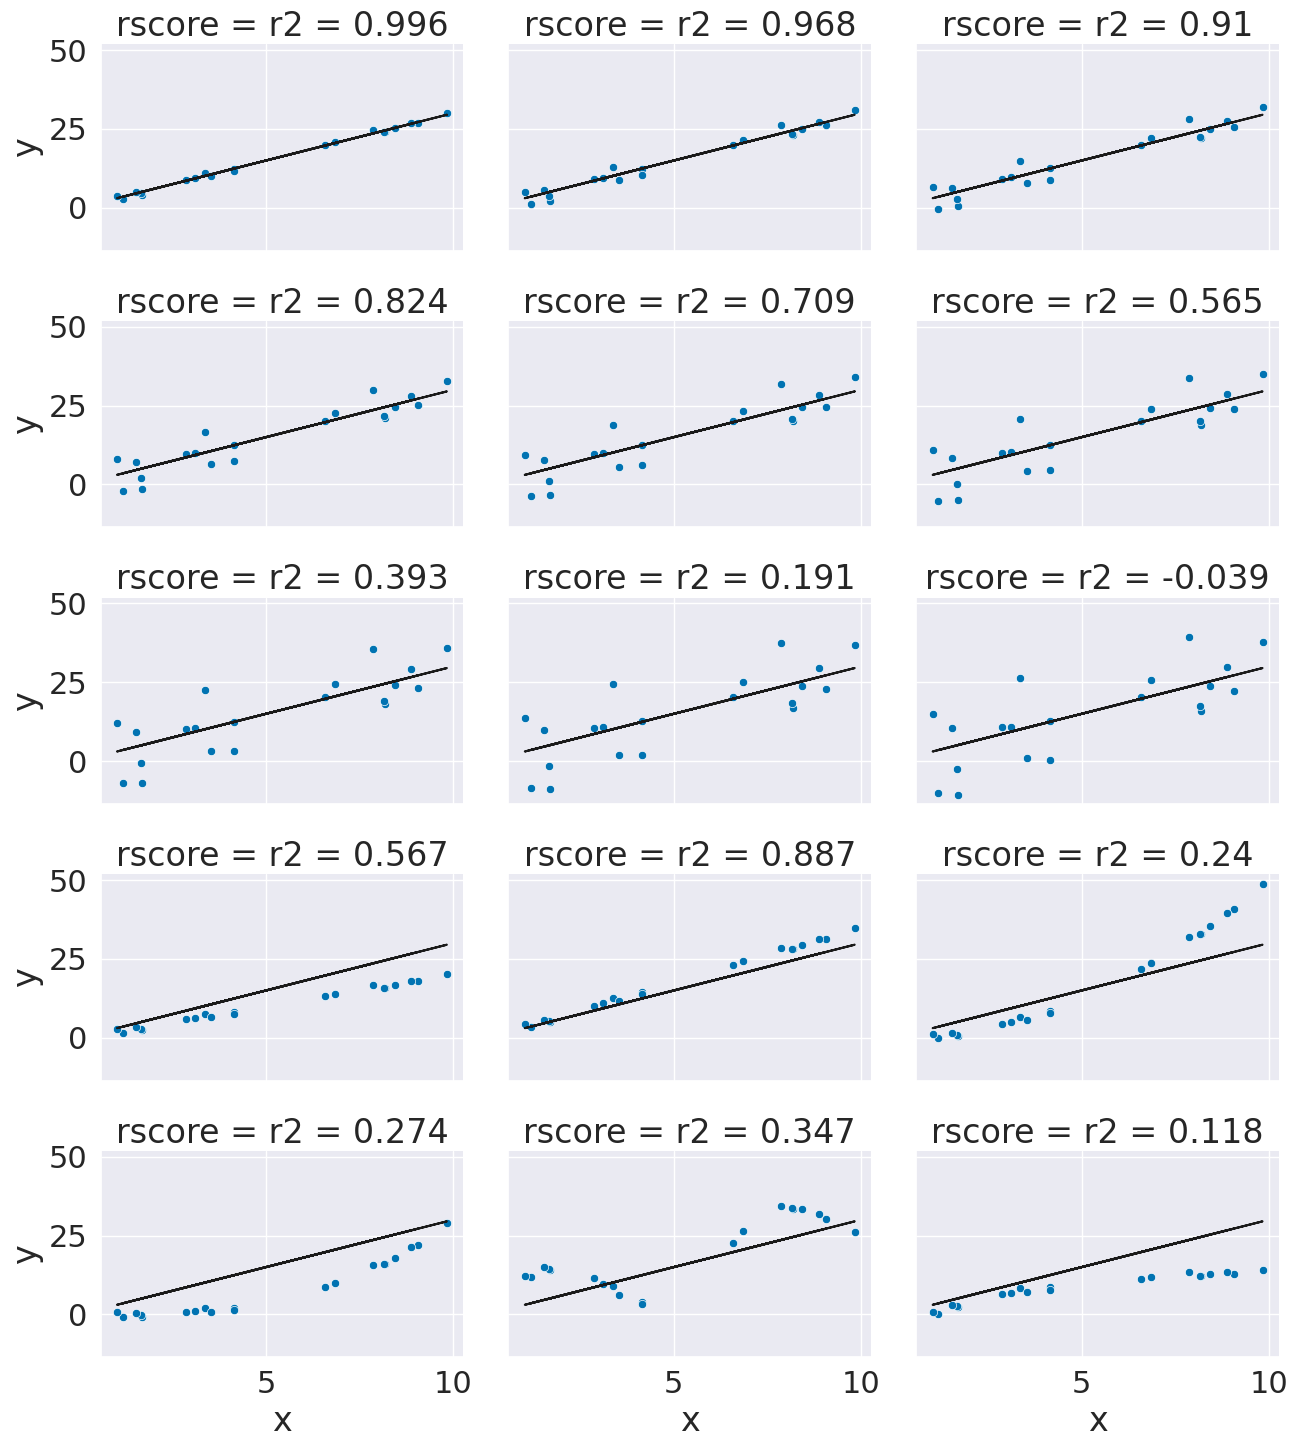 rscore = r2 = 0.996 rscore = r2 = 0.968 rscore = r2 = 0.91
50
25
0
y
rscore = r2 = 0.824 rscore = r2 = 0.709 rscore = r2 = 0.565
50
25
0
y
rscore = r2 = 0.393 rscore = r2 = 0.191 rscore = r2 = -0.039
50
25
0
y
rscore = r2 = 0.567 rscore = r2 = 0.887 rscore = r2 = 0.24
50
25
0
y
rscore = r2 = 0.274 rscore = r2 = 0.347 rscore = r2 = 0.118
50
25
0
y
5 10 5 10 5 10
x x x